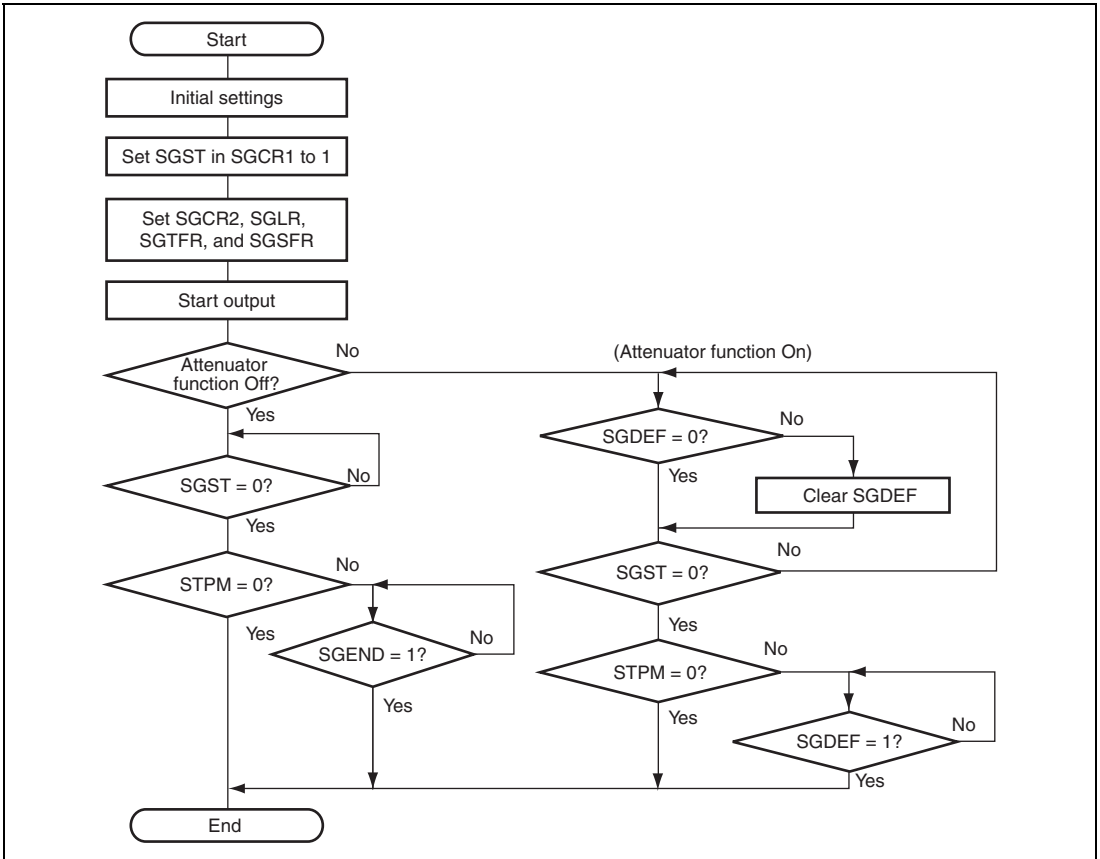 Start
Initial settings
Set SGST in SGCR1 to 1
Set SGCR2, SGLR,
SGTFR, and SGSFR
Start output
Attenuator
function Off?
No
(Attenuator function On)
Yes
SGST = 0?
No
Yes
STPM = 0?
No
Yes
SGEND = 1?
No
Yes
SGDEF = 0?
No
Yes
Clear SGDEF
SGST = 0?
No
Yes
STPM = 0?
No
Yes
SGDEF = 1?
No
Yes
End